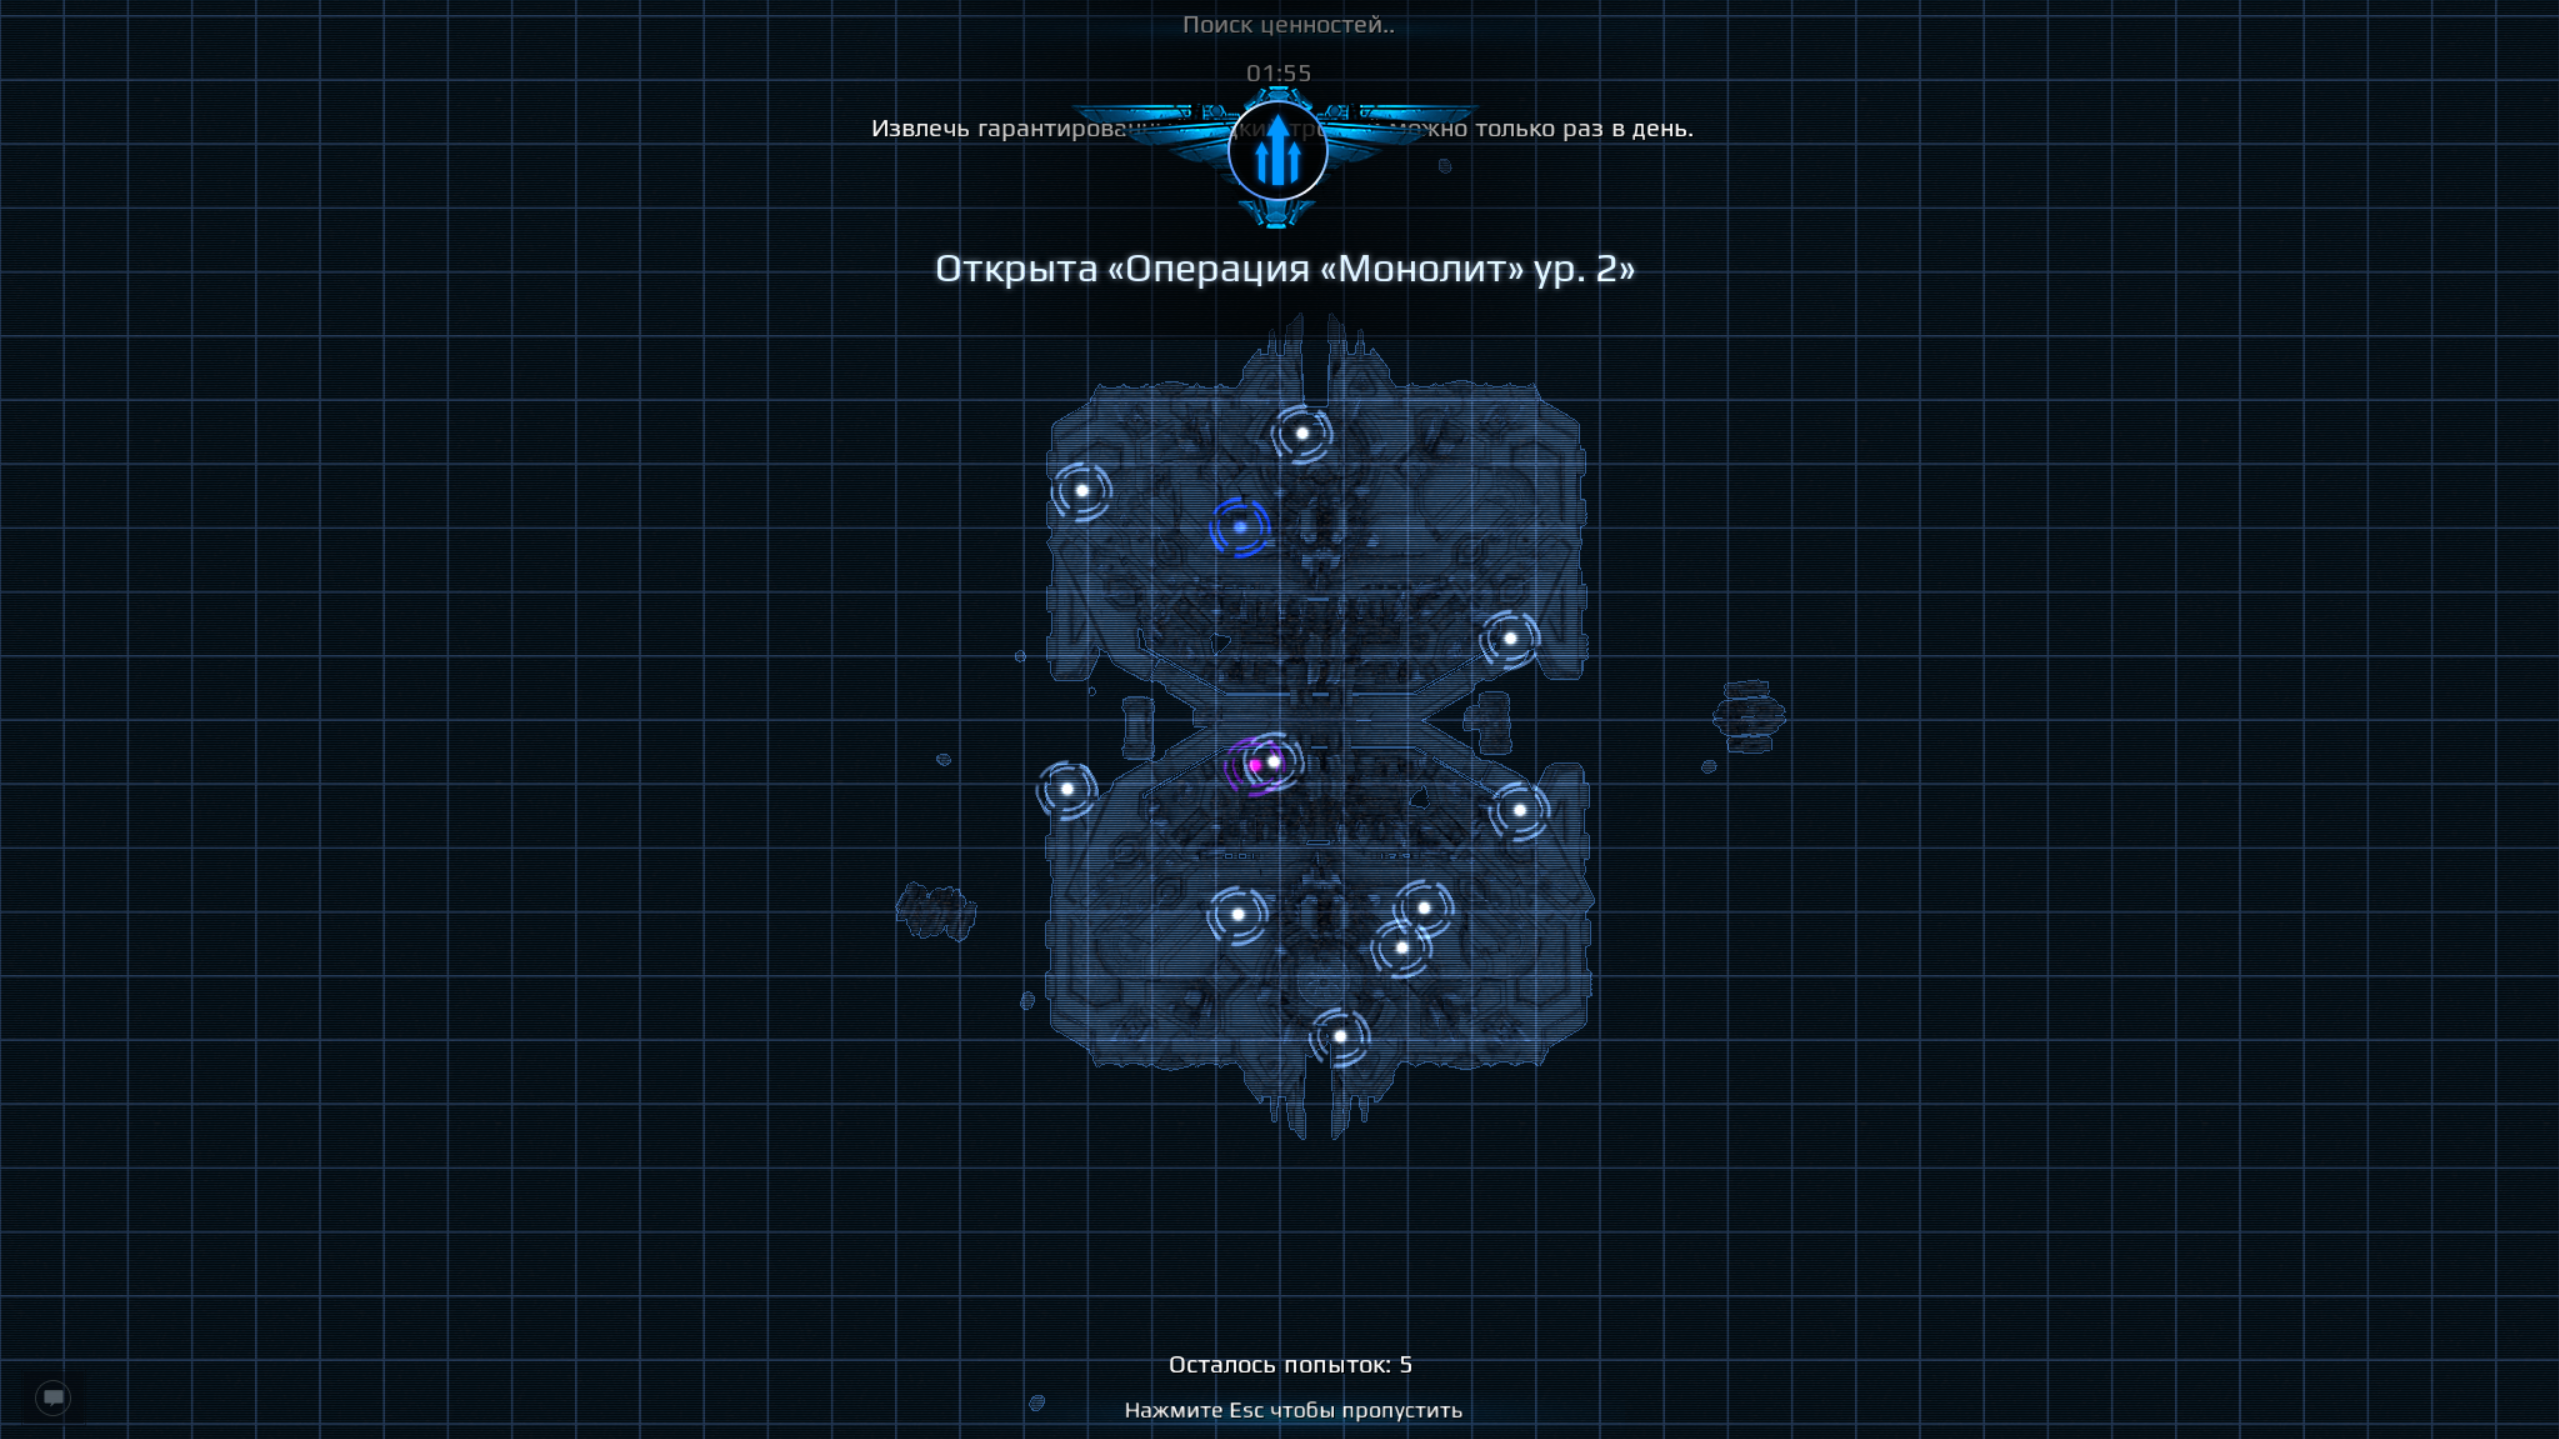 Поиск ценностей..
01:55
Извлечь можно только раз в день.
Открыта «Операция «Монолит» ур. 2»
Осталось попыток: 5
Нажмите Esc чтобы пропустить